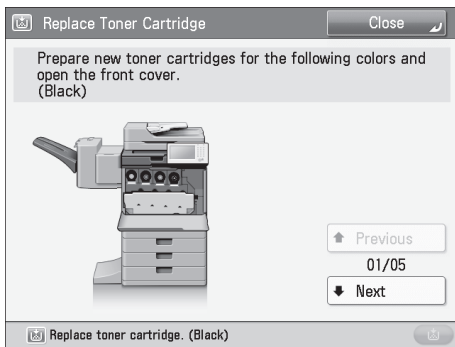 Replace Toner Cartridge
Close
Prepare new toner cartridges for the following colors and
open the front cover.
(Black)
Previous
01/05
Next
Replace toner cartridge. (Black)